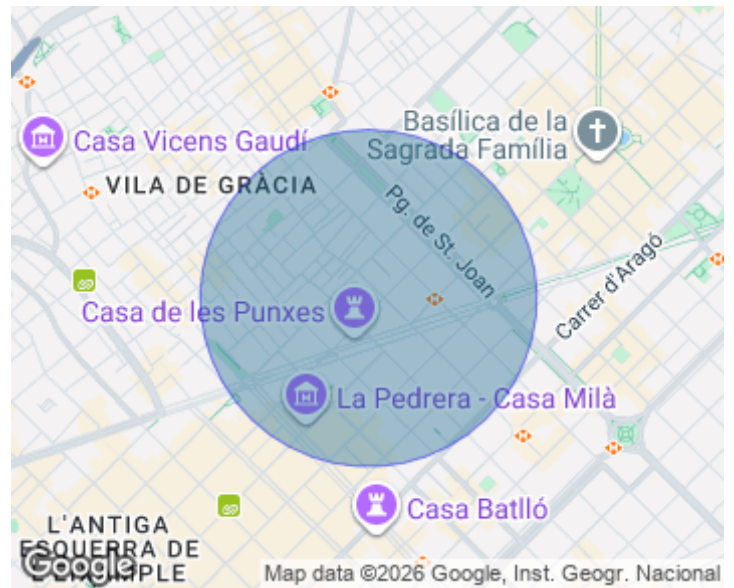 Basílica de la
Sagrada Família
Casa Vicens Gaudí
VILA DE GRÀCIA
Pg. de St. Joan
Carrer d'Aragó
Casa de les Punxes
La Pedrera - Casa Milà
Casa Batlló
L'ANTIGA
ESQUERRA DE
L'EIXAMPLE
Google
Map data ©2026 Google, Inst. Geogr. Nacional